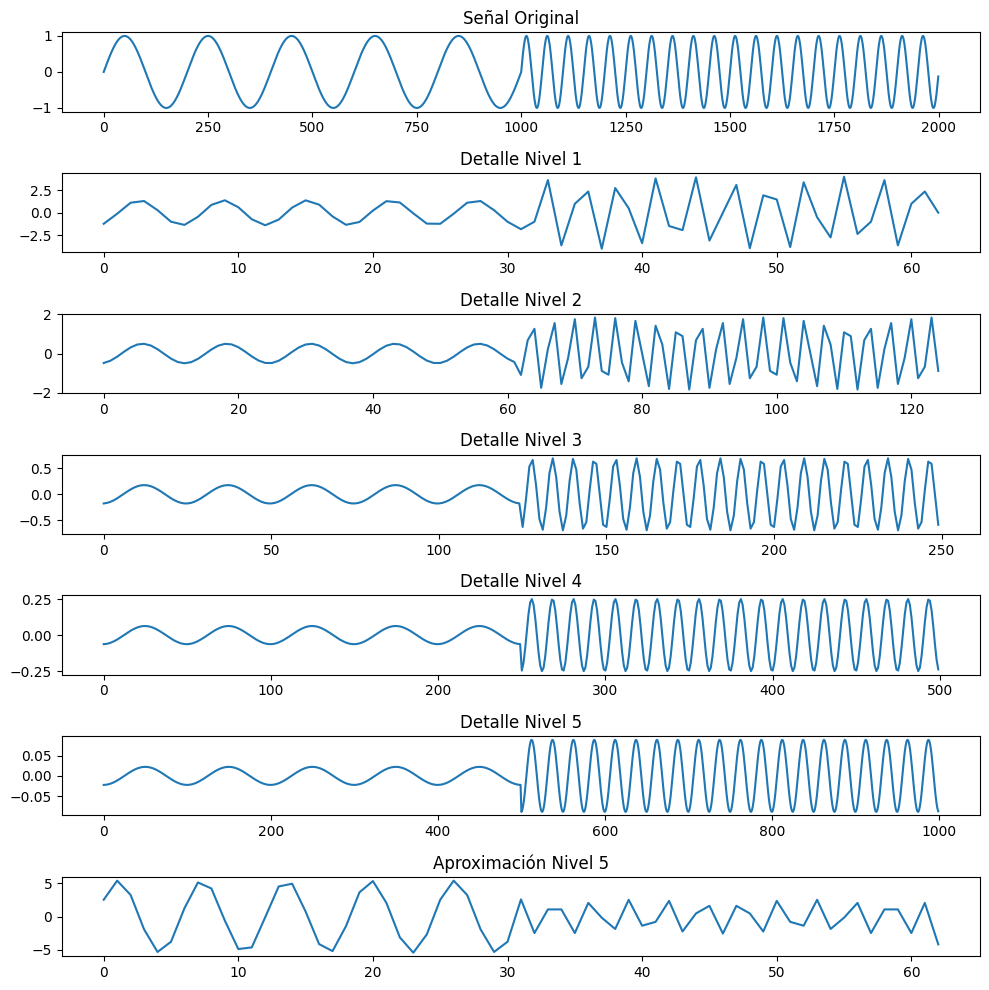 Señal Original
1
0
−1
0 250 500 750 1000 1250 1500 1750 2000
Detalle Nivel 1
2.5
0.0
−2.5
0 10 20 30 40 50 60
Detalle Nivel 2
2
0
−2
0 20 40 60 80 100 120
Detalle Nivel 3
0.5
0.0
−0.5
0 50 100 150 200 250
Detalle Nivel 4
0.25
0.00
−0.25
0 100 200 300 400 500
Detalle Nivel 5
0.05
0.00
−0.05
0 200 400 600 800 1000
Aproximación Nivel 5
5
0
−5
0 10 20 30 40 50 60